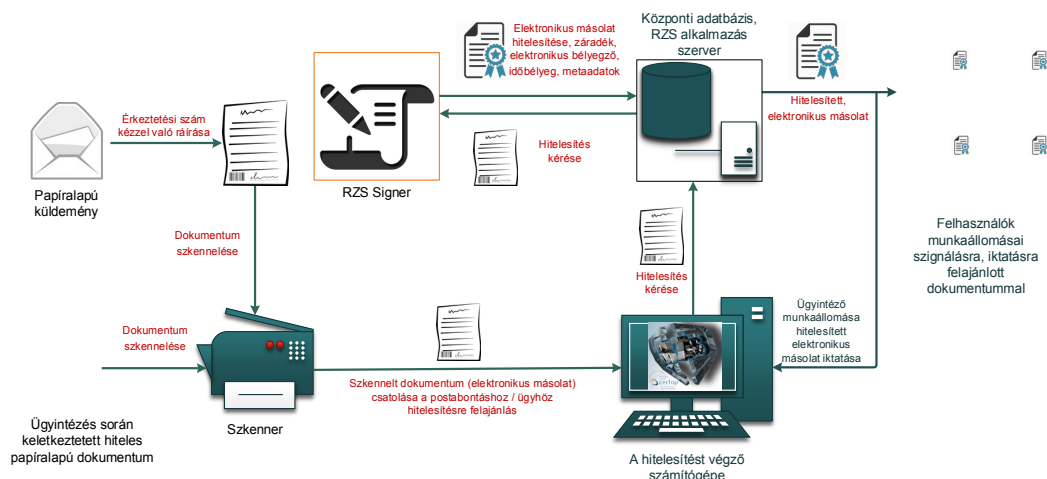 Elektronikus másolat
hitelesítése, záradék,
elektronikus bélyegző,
időbélyeg, metaadatok
Központi adatbázis,
RZS alkalmazás
szerver
Hitelesített,
elektronikus másolat
Érkeztetési szám
kézzel való ráírása
Hitelesítés
kérése
RZS Signer
Papíralapú
küldemény
Dokumentum
szkennelése
Hitelesítés
kérése
Felhasználók
munkaállomásai
szignálásra, iktatásra
felajánlott
dokumentummal
Dokumentum
szkennelése
Ügyintéző
munkaállomása
hitelesített
elektronikus
másolat iktatása
Szkennelt dokumentum (elektronikus másolat)
csatolása a postabontáshoz / ügyhöz
hitelesítésre felajánlás
Ügyintézés során
keletkeztetett hiteles
papíralapú dokumentum
Szkenner
A hitelesítést végző
számítógépe